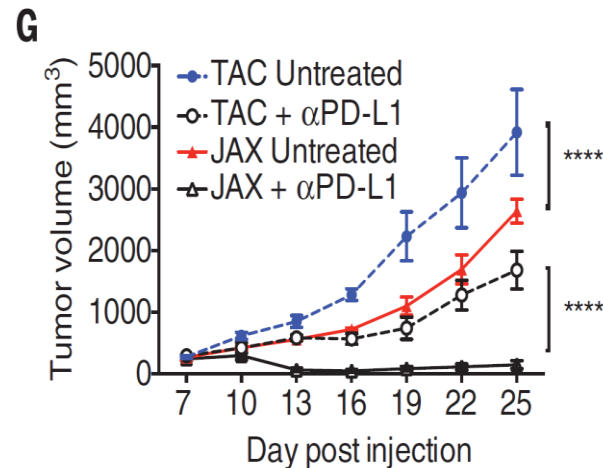 G
Tumor volume (mm³)
5000
4000
3000
2000
1000
0
TAC Untreated
TAC + αPD-L1
JAX Untreated
JAX + αPD-L1
****
****
7 10 13 16 19 22 25
Day post injection